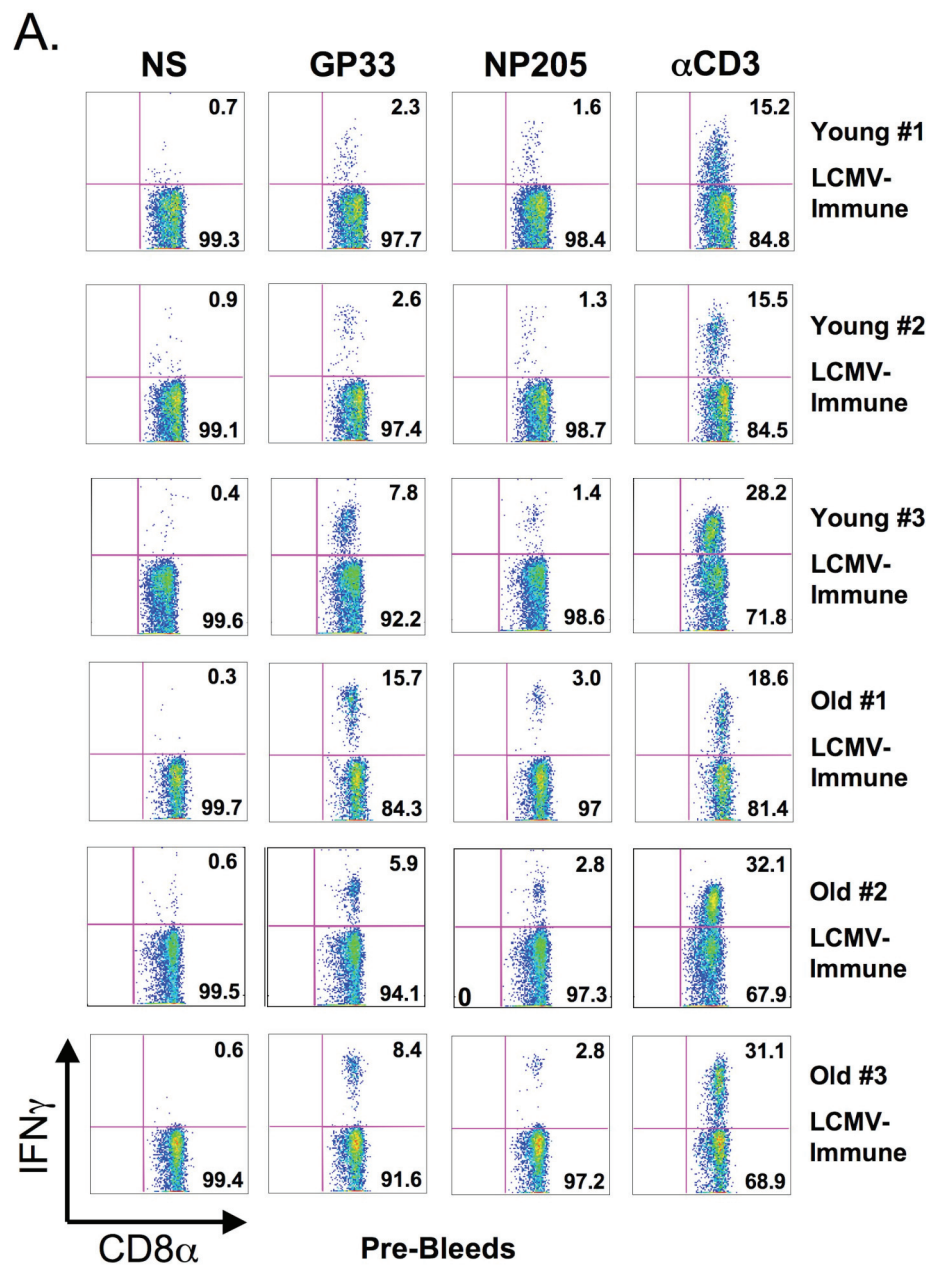 A.
NS GP33 NP205 αCD3
0.7 2.3 1.6 15.2
Young #1
LCMV-
Immune
99.3 97.7 98.4 84.8
0.9 2.6 1.3 15.5
Young #2
LCMV-
Immune
99.1 97.4 98.7 84.5
0.4 7.8 1.4 28.2
Young #3
LCMV-
Immune
99.6 92.2 98.6 71.8
0.3 15.7 3.0 18.6
Old #1
LCMV-
Immune
99.7 84.3 97 81.4
0.6 5.9 2.8 32.1
Old #2
LCMV-
Immune
99.5 94.1 0 97.3 67.9
0.6 8.4 2.8 31.1
Old #3
LCMV-
Immune
99.4 91.6 97.2 68.9
IFNγ
CD8α
Pre-Bleeds